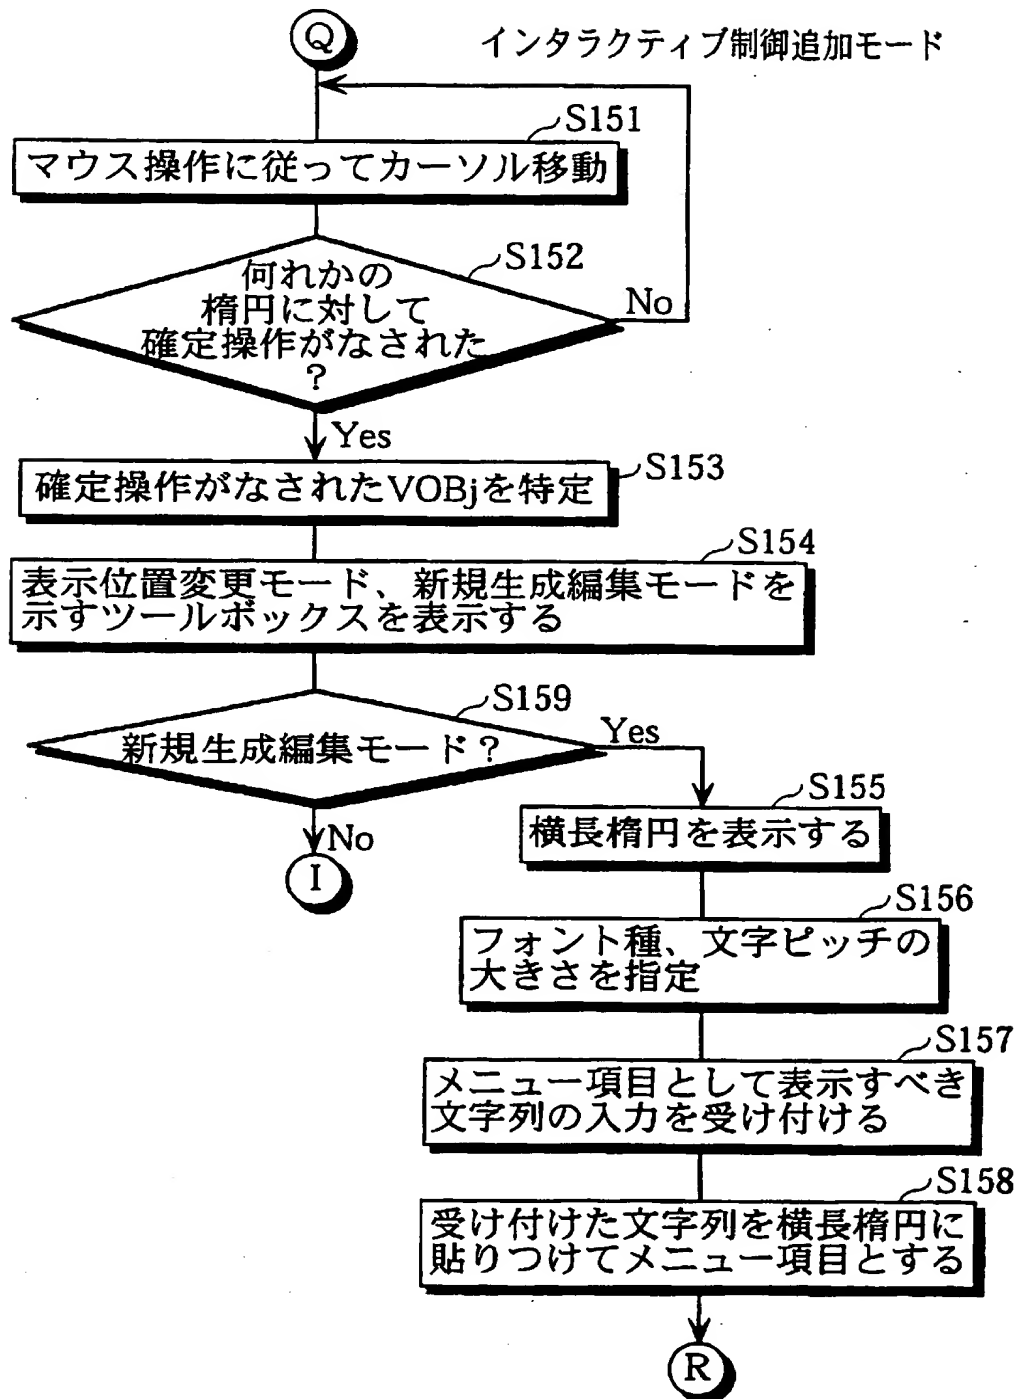 Q
インタラクティブ制御追加モード
S151
マウス操作に従ってカーソル移動
S152
何れかの
楕円に対して
確定操作がなされた
?
No
Yes
S153
確定操作がなされたVOBjを特定
S154
表示位置変更モード、新規生成編集モードを
示すツールボックスを表示する
S159
新規生成編集モード?
Yes
No
I
S155
横長楕円を表示する
S156
フォント種、文字ピッチの
大きさを指定
S157
メニュー項目として表示すべき
文字列の入力を受け付ける
S158
受け付けた文字列を横長楕円に
貼りつけてメニュー項目とする
R